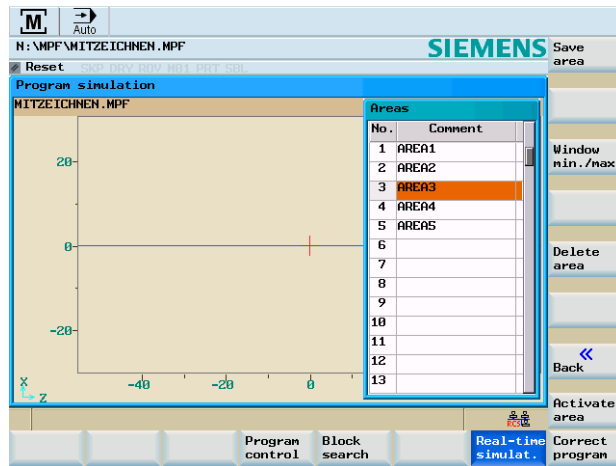 M
Auto
N:\MPF\MITZEICHNEN.MPF
SIEMENS
Reset SKP DRY ROV M01 PRT SBL
Program simulation
MITZEICHNEN.MPF
Areas
No. Comment
1 AREA1
2 AREA2
3 AREA3
4 AREA4
5 AREA5
6
7
8
9
10
11
12
13
20
0
-20
-40 -20 0
X
Z
RCS
Program control
Block search
Real-time simulat.
Save area
Window min./max
Delete area
«
Back
Activate area
Correct program